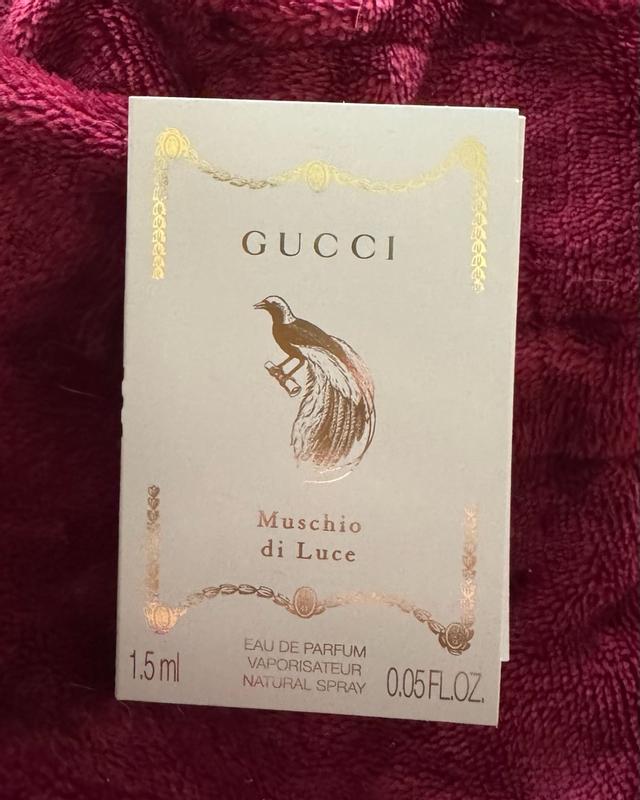 GUCCI
Muschio
di Luce
EAU DE PARFUM
VAPORISATEUR
NATURAL SPRAY
1.5 ml
0.05 FL.OZ.